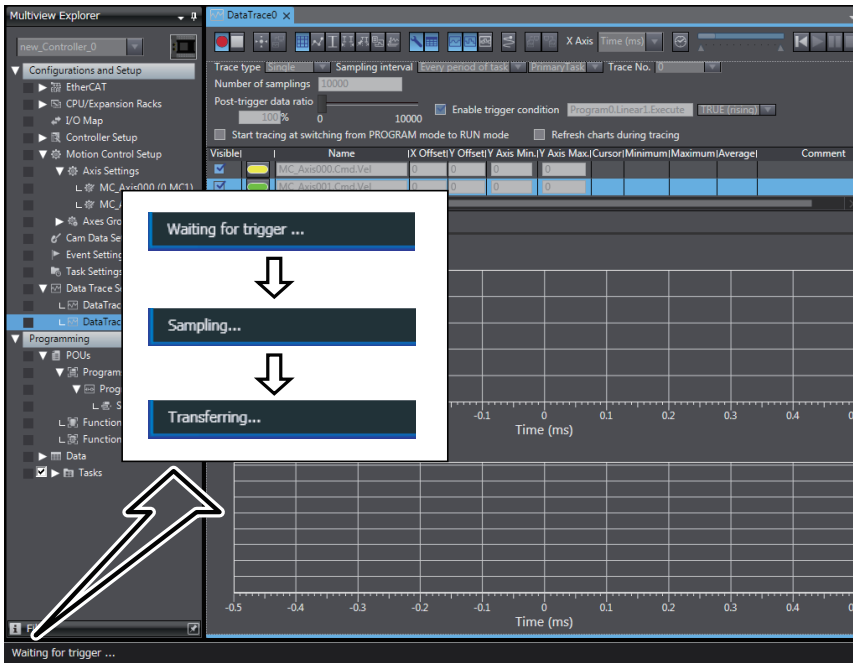 Multiview Explorer
new_Controller_0
Configurations and Setup
EtherCAT
CPU/Expansion Racks
I/O Map
Controller Setup
Motion Control Setup
Axis Settings
MC_Axis000 (0,MC1)
MC_
Axes Gro
Cam Data Se
Event Setting
Task Settings
Data Trace Se
DataTrac
DataTrac
Programming
POUs
Program
Prog
S
Function
Function
Data
Tasks
DataTrace0
X Axis Time (ms)
Trace type Single Sampling interval Every period of task PrimaryTask Trace No. 0
Number of samplings 10000
Post-trigger data ratio
100 % 0 10000
Enable trigger condition Program0.Linear1.Execute TRUE (rising)
Start tracing at switching from PROGRAM mode to RUN mode Refresh charts during tracing
Visible Name X Offset Y Offset Y Axis Min. Y Axis Max. Cursor Minimum Maximum Average Comment
MC_Axis000.Cmd.Vel 0 0 0 0
MC_Axis001.Cmd.Vel 0 0 0 0
Waiting for trigger ...
Sampling...
Transferring...
-0.1 0 0.1 0.2 0.3 0.4
Time (ms)
-0.5 -0.4 -0.3 -0.2 -0.1 0 0.1 0.2 0.3 0.4
Time (ms)
Waiting for trigger ...